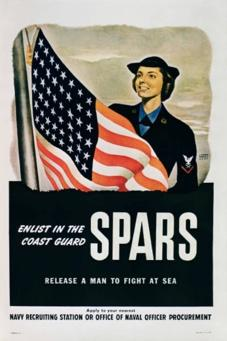 ENLIST IN THE
COAST GUARD
SPARS
RELEASE A MAN TO FIGHT AT SEA
Apply to your nearest
NAVY RECRUITING STATION OR OFFICE OF NAVAL OFFICER PROCUREMENT